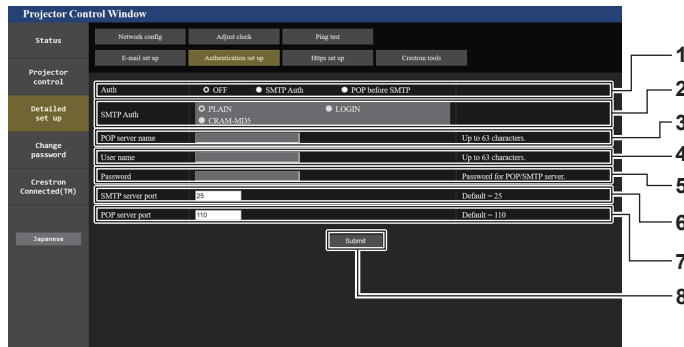 Projector Control Window
Status
Network config
Adjust clock
Ping test
E-mail set up
Authentication set up
Https set up
Crestron tools
Projector
control
Detailed
set up
Change
password
Crestron
Connected(TM)
Japanese
Auth
OFF
SMTP Auth
POP before SMTP
1
SMTP Auth
PLAIN
LOGIN
CRAM-MD5
2
POP server name
Up to 63 characters.
3
User name
Up to 63 characters.
4
Password
Password for POP/SMTP server.
5
SMTP server port
25
Default = 25
6
POP server port
110
Default = 110
7
Submit
8